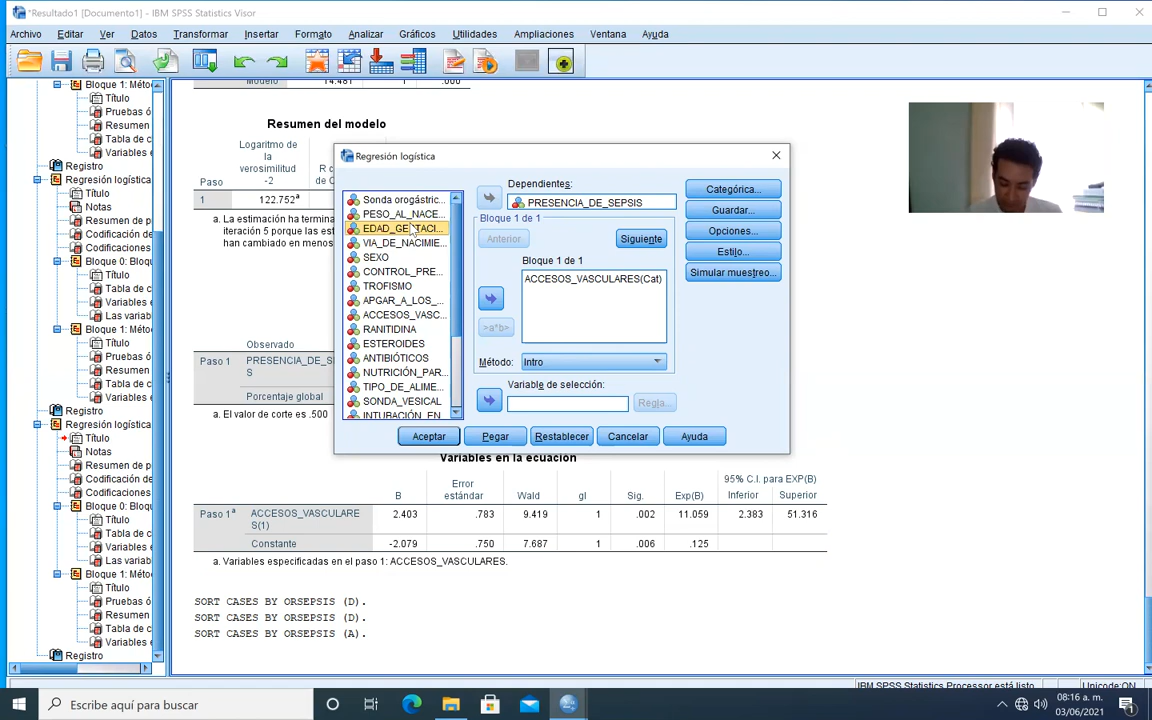 *Resultado1 [Documento1] - IBM SPSS Statistics Visor
Archivo Editar Ver Datos Transformar Insertar Formato Analizar Gráficos Utilidades Ampliaciones Ventana Ayuda
Bloque 1: Méto
Título
Pruebas ó
Resumen
Tabla de c
Variables e
Registro
Regresión logística
Título
Notas
Resumen de p
Codificación de
Codificaciones
Bloque 0: Bloqu
Título
Tabla de c
Variables
Las variab
Bloque 1: Méto
Título
Pruebas ó
Resumen
Tabla de c
Variables e
Registro
Regresión logística
Título
Notas
Resumen de p
Codificación de
Codificaciones
Bloque 0: Bloqu
Título
Tabla de c
Variables
Las variab
Bloque 1: Méto
Título
Pruebas ó
Resumen
Tabla de c
Variables e
Registro
Modelo 14.481 1 .000
Resumen del modelo
Logaritmo de
la
verosimilitud
-2
Paso
R c
de C
1 122.752ª
a. La estimación ha termina
iteración 5 porque las est
han cambiado en menos
Observado
Paso 1 PRESENCIA_DE_SEP
S
Porcentaje global
a. El valor de corte es .500
Regresión logística
Sonda orogástric...
PESO_AL_NACE...
EDAD_GESTACI...
VIA_DE_NACIMIE...
SEXO
CONTROL_PRE...
TROFISMO
APGAR_A_LOS_...
ACCESOS_VASC...
RANITIDINA
ESTEROIDES
ANTIBIÓTICOS
NUTRICIÓN_PAR...
TIPO_DE_ALIME...
SONDA_VESICAL
INTUBACIÓN_EN
Dependientes:
PRESENCIA_DE_SEPSIS
Bloque 1 de 1
Anterior Siguiente
Bloque 1 de 1
ACCESOS_VASCULARES(Cat)
>a*b>
Método: Intro
Variable de selección:
Regla...
Categórica...
Guardar...
Opciones...
Estilo...
Simular muestreo...
Aceptar Pegar Restablecer Cancelar Ayuda
Variables en la ecuación
95% C.I. para EXP(B)
B Error estándar Wald gl Sig. Exp(B) Inferior Superior
Paso 1ª ACCESOS_VASCULARE
S(1) 2.403 .783 9.419 1 .002 11.059 2.383 51.316
Constante -2.079 .750 7.687 1 .006 .125
a. Variables especificadas en el paso 1: ACCESOS_VASCULARES.
SORT CASES BY ORSEPSIS (D).
SORT CASES BY ORSEPSIS (D).
SORT CASES BY ORSEPSIS (A).
IBM SPSS Statistics Processor está listo
Unicode:ON
Escribe aquí para buscar
08:16 a. m.
03/06/2021
1